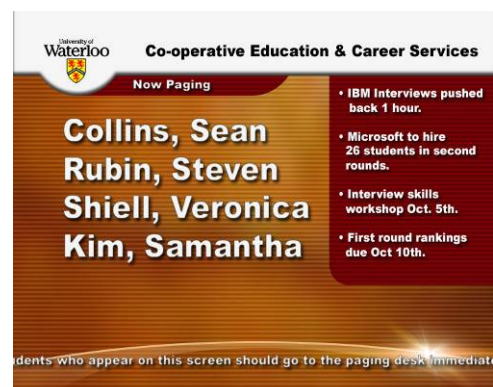 University of
Waterloo
Co-operative Education & Career Services
Now Paging
Collins, Sean
Rubin, Steven
Shiell, Veronica
Kim, Samantha
• IBM Interviews pushed
back 1 hour.
• Microsoft to hire
26 students in second
rounds.
• Interview skills
workshop Oct. 5th.
• First round rankings
due Oct 10th.
dents who appear on this screen should go to the paging desk immediate